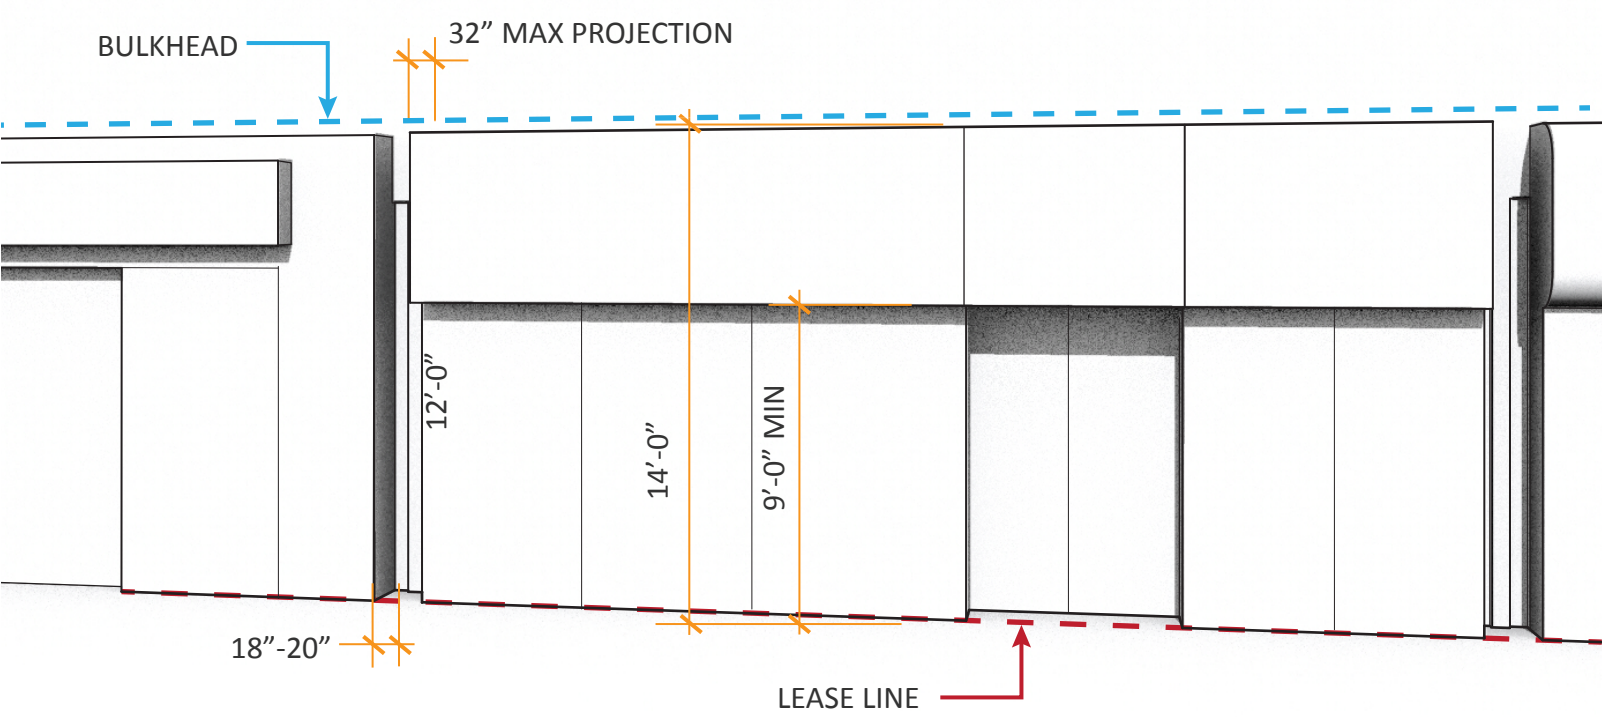 32” MAX PROJECTION
BULKHEAD
12’-0”
14’-0”
9’-0” MIN
18”-20”
LEASE LINE